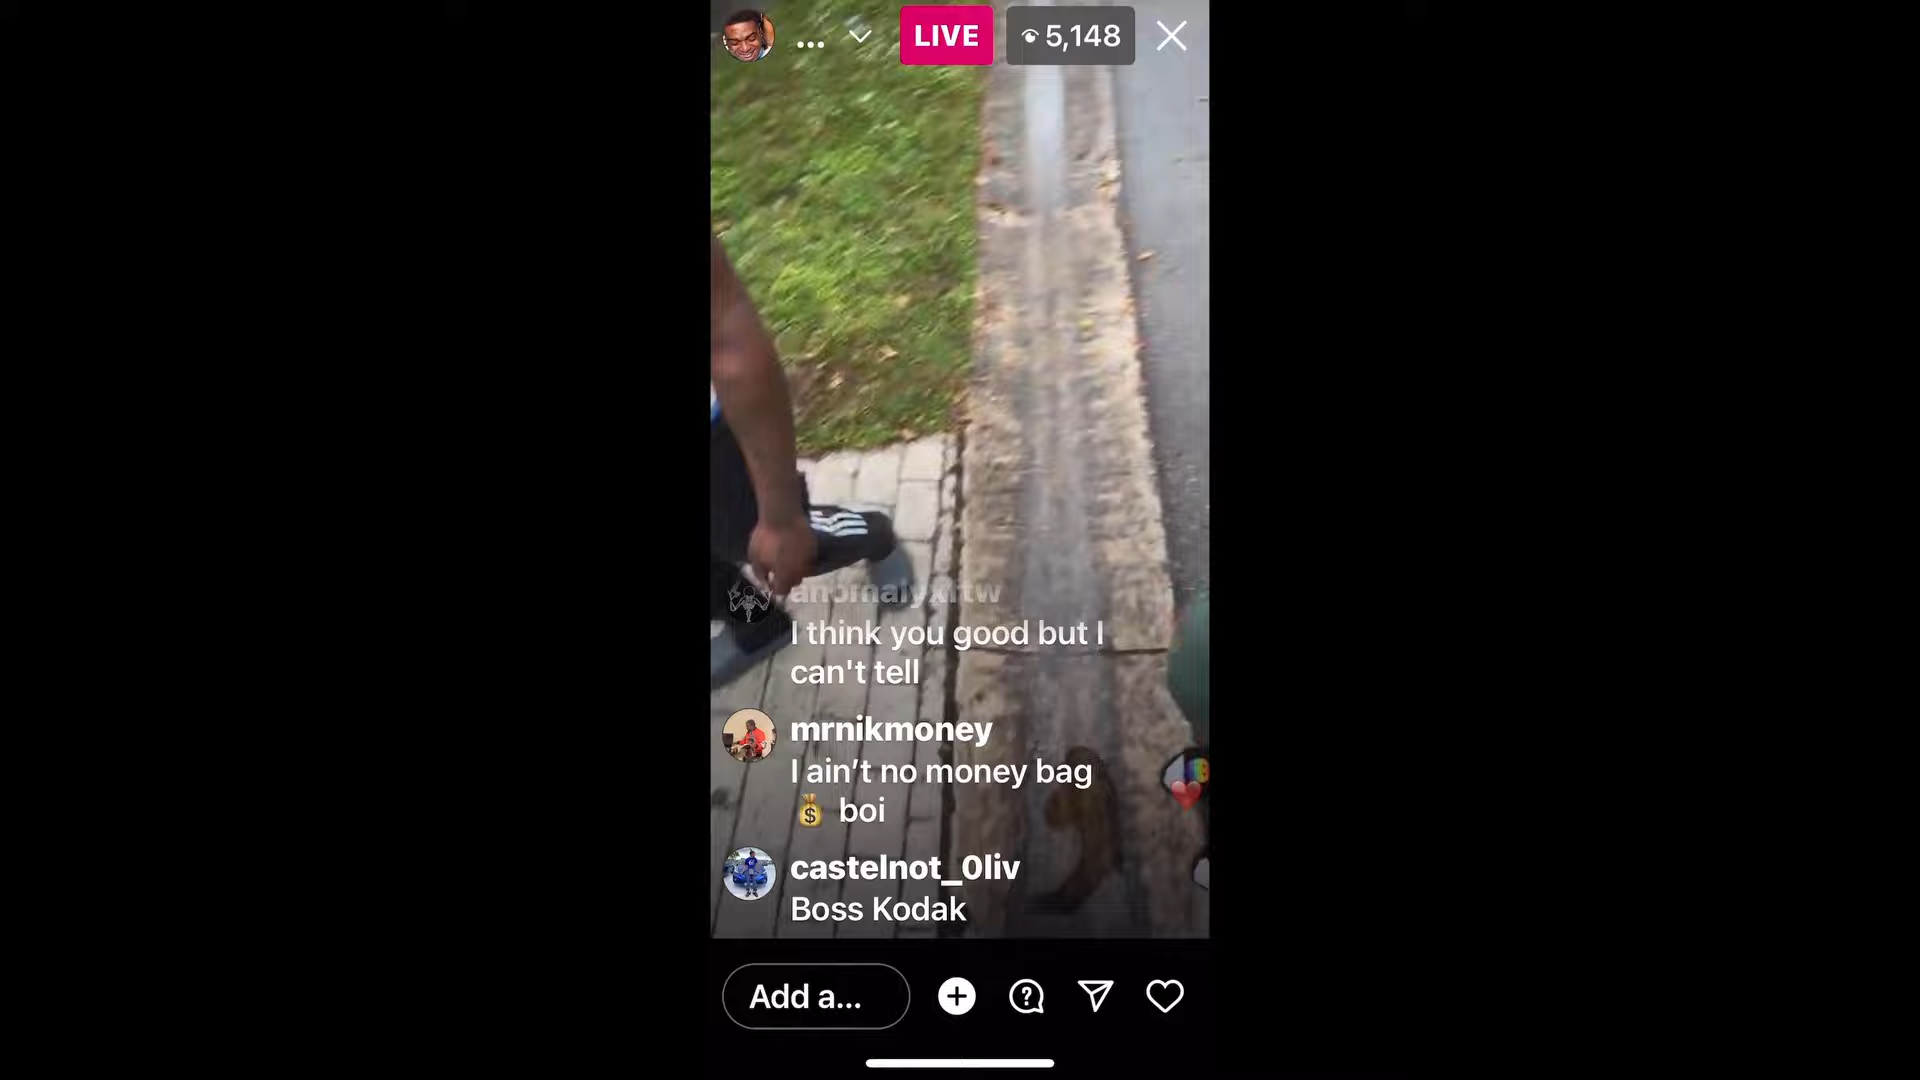 ...
LIVE
5,148
anomalyxftw
I think you good but I
can't tell
mrnikmoney
I ain’t no money bag
💰 boi
castelnot_0liv
Boss Kodak
Add a...